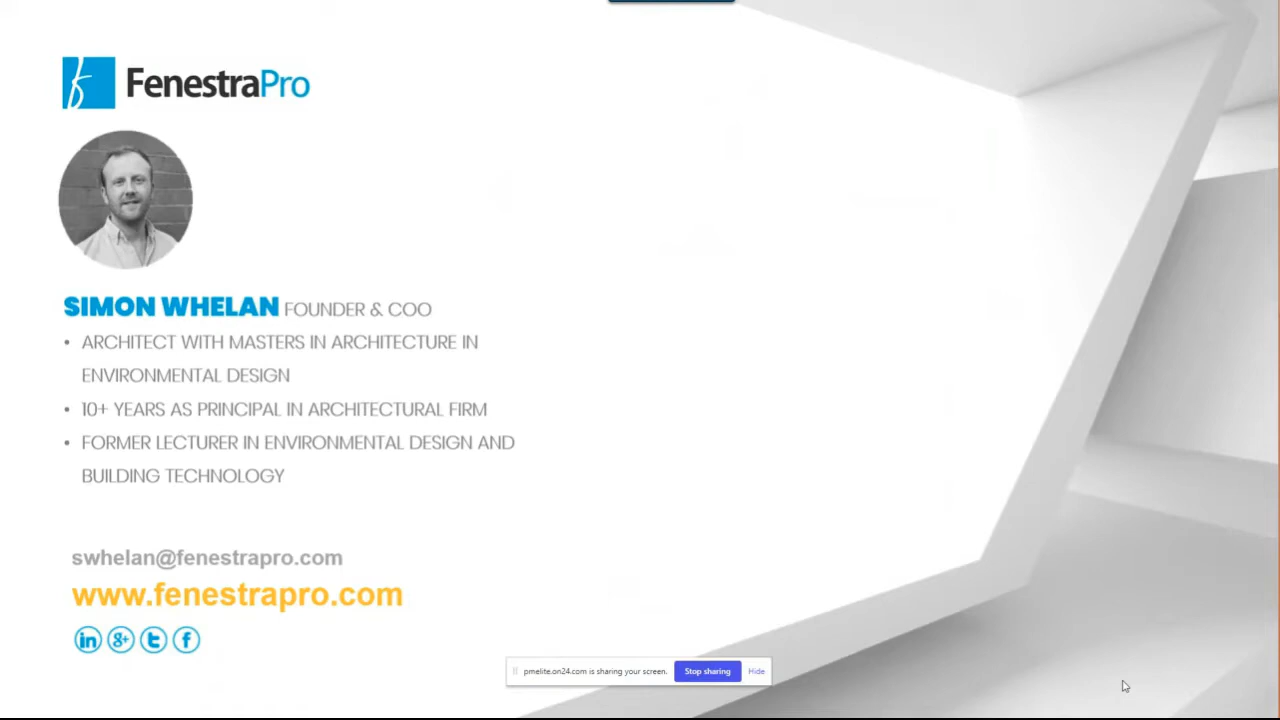 FenestraPro
SIMON WHELAN FOUNDER & COO
• ARCHITECT WITH MASTERS IN ARCHITECTURE IN
ENVIRONMENTAL DESIGN
• 10+ YEARS AS PRINCIPAL IN ARCHITECTURAL FIRM
• FORMER LECTURER IN ENVIRONMENTAL DESIGN AND
BUILDING TECHNOLOGY
swhelan@fenestrapro.com
www.fenestrapro.com
in 8+ t f
pmelite.on24.com is sharing your screen. Stop sharing Hide